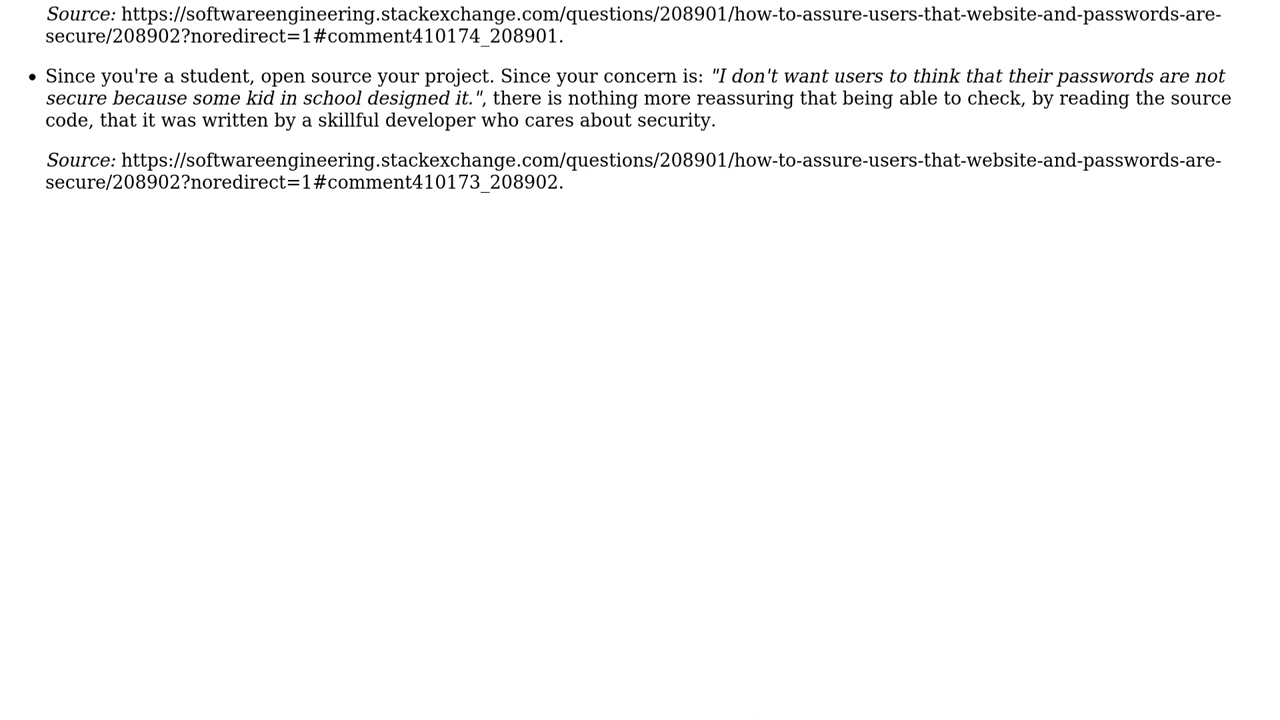 Source: https://softwareengineering.stackexchange.com/questions/208901/how-to-assure-users-that-website-and-passwords-are-
secure/208902?noredirect=1#comment410174_208901.
• Since you're a student, open source your project. Since your concern is: "I don't want users to think that their passwords are not
secure because some kid in school designed it.", there is nothing more reassuring that being able to check, by reading the source
code, that it was written by a skillful developer who cares about security.
Source: https://softwareengineering.stackexchange.com/questions/208901/how-to-assure-users-that-website-and-passwords-are-
secure/208902?noredirect=1#comment410173_208902.